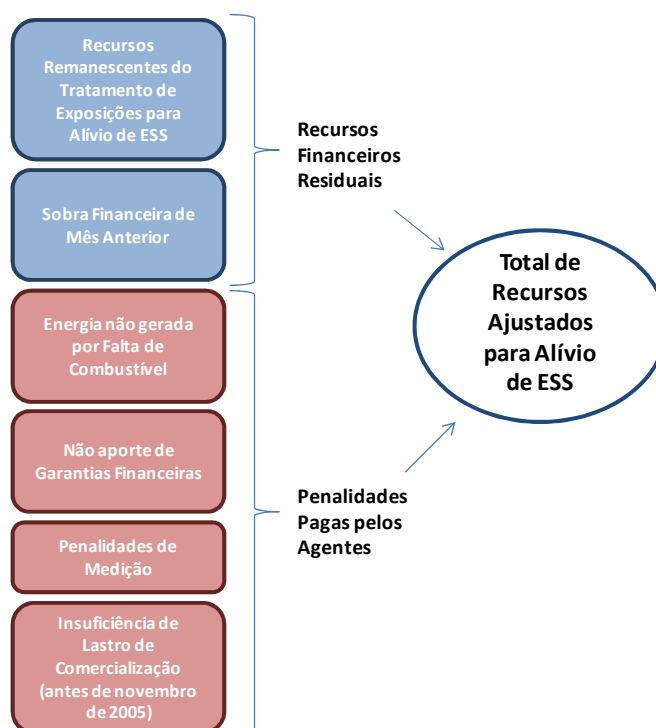 Recursos
Remanescentes do
Tratamento de
Exposições para
Alívio de ESS
Sobra Financeira de
Mês Anterior
Recursos
Financeiros
Residuais
Energia não gerada
por Falta de
Combustível
Não aporte de
Garantias Financeiras
Penalidades de
Medição
Insuficiência de
Lastro de
Comercialização
(antes de novembro
de 2005)
Penalidades
Pagas pelos
Agentes
Total de
Recursos
Ajustados
para Alívio
de ESS